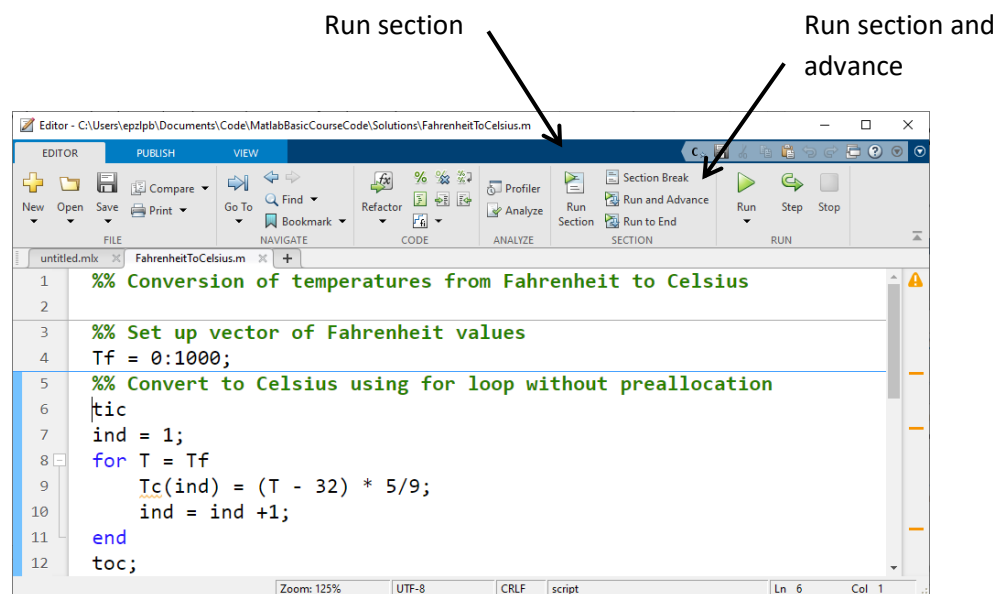 Run section
Run section and
advance
Editor - C:\Users\epzlpb\Documents\Code\MatlabBasicCourseCode\Solutions\FahrenheitToCelsius.m
EDITOR PUBLISH VIEW
New Open Save Compare Print
Go To Find Bookmark
Refactor
Profiler Analyze
Run Section Section Break Run and Advance Run to End
Run Step Stop
FILE NAVIGATE CODE ANALYZE SECTION RUN
untitled.mlx FahrenheitToCelsius.m
1 %% Conversion of temperatures from Fahrenheit to Celsius
2
3 %% Set up vector of Fahrenheit values
4 Tf = 0:1000;
5 %% Convert to Celsius using for loop without preallocation
6 tic
7 ind = 1;
8 for T = Tf
9 Tc(ind) = (T - 32) * 5/9;
10 ind = ind +1;
11 end
12 toc;
Zoom: 125% UTF-8 CRLF script Ln 6 Col 1